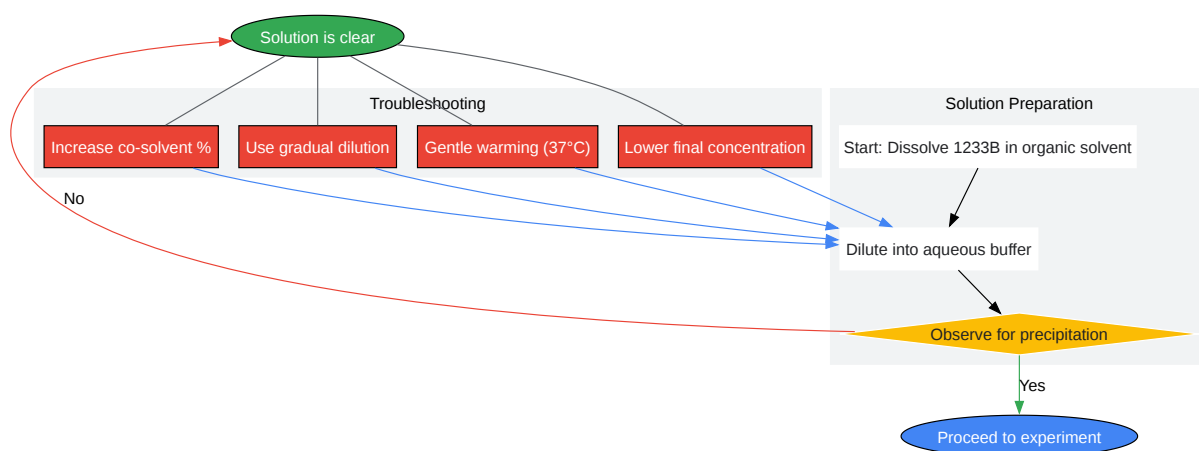 Solution is clear
Troubleshooting
Solution Preparation
Increase co-solvent %
Use gradual dilution
Gentle warming (37°C)
Lower final concentration
Start: Dissolve 1233B in organic solvent
No
Dilute into aqueous buffer
Observe for precipitation
Yes
Proceed to experiment